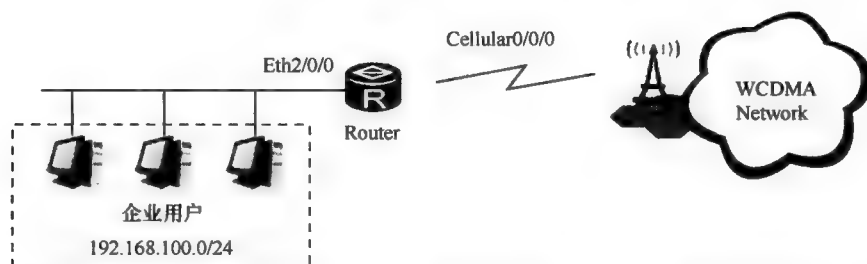 Eth2/0/0
Cellular0/0/0
R
Router
WCDMA
Network
企业用户
192.168.100.0/24